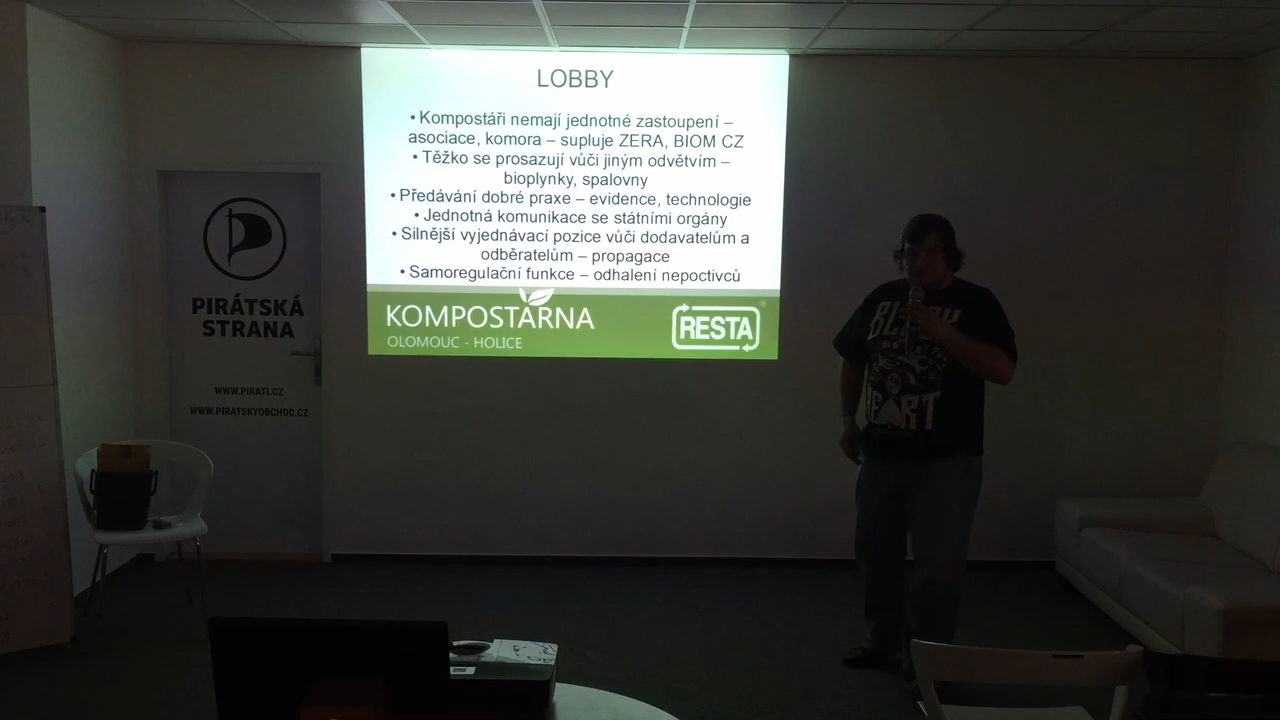 LOBBY
• Kompostáři nemají jednotné zastoupení –
asociace, komora – supluje ZERA, BIOM CZ
• Těžko se prosazují vůči jiným odvětvím –
bioplynky, spalovny
• Předávání dobré praxe – evidence, technologie
• Jednotná komunikace se státními orgány
• Silnější vyjednávací pozice vůči dodavatelům a
odběratelům – propagace
• Samoregulační funkce – odhalení nepoctivců
KOMPOSTÁRNA
OLOMOUC - HOLICE
RESTA
PIRÁTSKÁ
STRANA
WWW.PIRATI.CZ
WWW.PIRATSKYOBCHOD.CZ